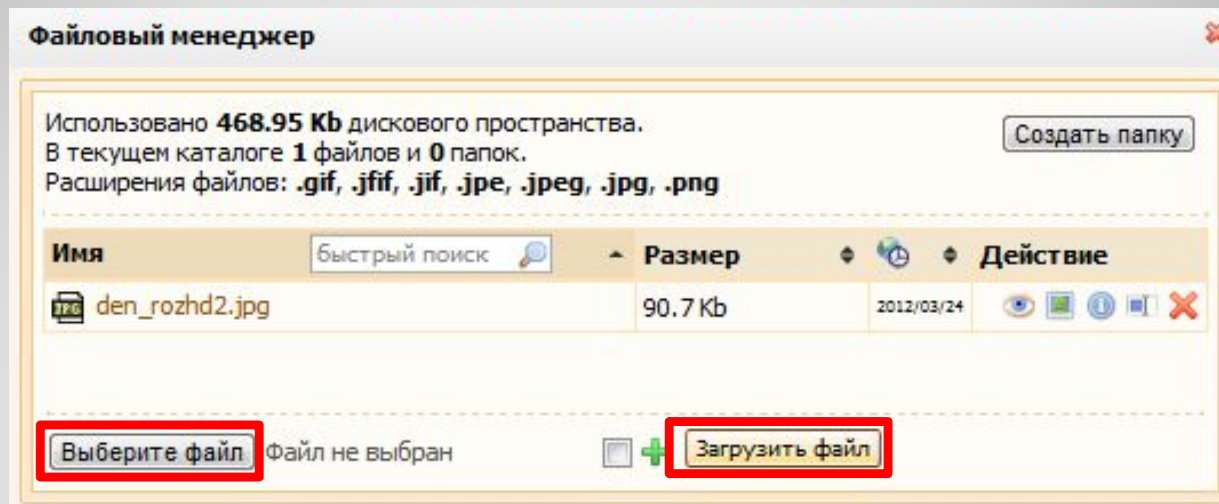 Файловый менеджер
Использовано 468.95 Kb дискового пространства.
Создать папку
В текущем каталоге 1 файлов и 0 папок.
Расширения файлов: .gif, .jfif, .jif, .jpe, .jpeg, .jpg, .png
Имя быстрый поиск Размер Действие
JPG den_rozhd2.jpg 90.7 Kb 2012/03/24
Выберите файл Файл не выбран Загрузить файл